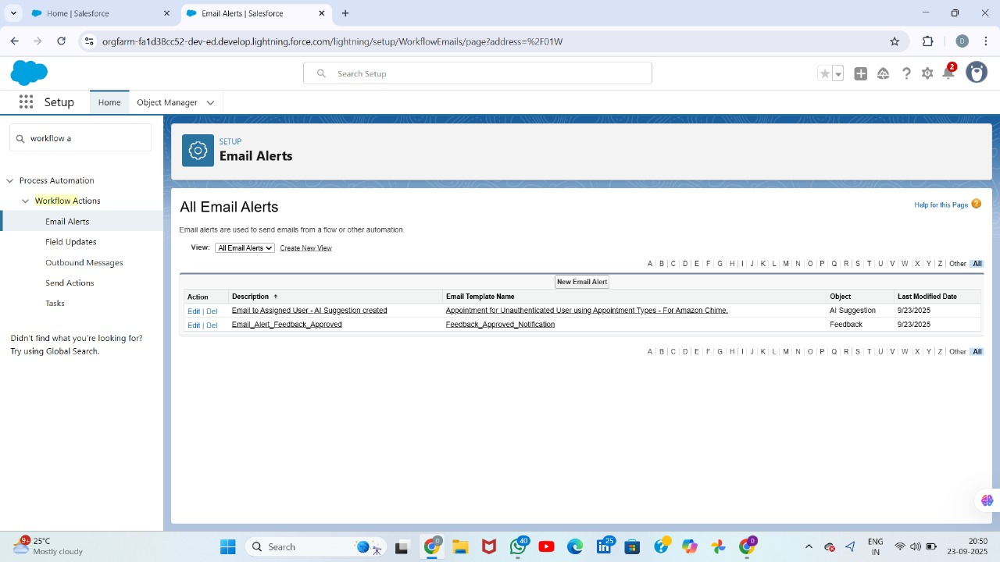 Home | Salesforce
Email Alerts | Salesforce
orgfarm-fa1d38cc52-dev-ed.develop.lightning.force.com/lightning/setup/WorkflowEmails/page?address=%2F01W
D
Search Setup
2
Setup
Home
Object Manager
workflow a
Process Automation
Workflow Actions
Email Alerts
Field Updates
Outbound Messages
Send Actions
Tasks
Didn't find what you're looking for?
Try using Global Search.
SETUP
Email Alerts
All Email Alerts
Help for this Page ?
Email alerts are used to send emails from a flow or other automation.
View: All Email Alerts Create New View
A | B | C | D | E | F | G | H | I | J | K | L | M | N | O | P | Q | R | S | T | U | V | W | X | Y | Z | Other | All
New Email Alert
Action Description ↑ Email Template Name Object Last Modified Date
Edit | Del Email to Assigned User - AI Suggestion created Appointment for Unauthenticated User using Appointment Types - For Amazon Chime. AI Suggestion 9/23/2025
Edit | Del Email_Alert_Feedback_Approved Feedback_Approved_Notification Feedback 9/23/2025
A | B | C | D | E | F | G | H | I | J | K | L | M | N | O | P | Q | R | S | T | U | V | W | X | Y | Z | Other | All
9+
25°C
Mostly cloudy
Search
D
40
25
D
ENG
IN
20:50
23-09-2025